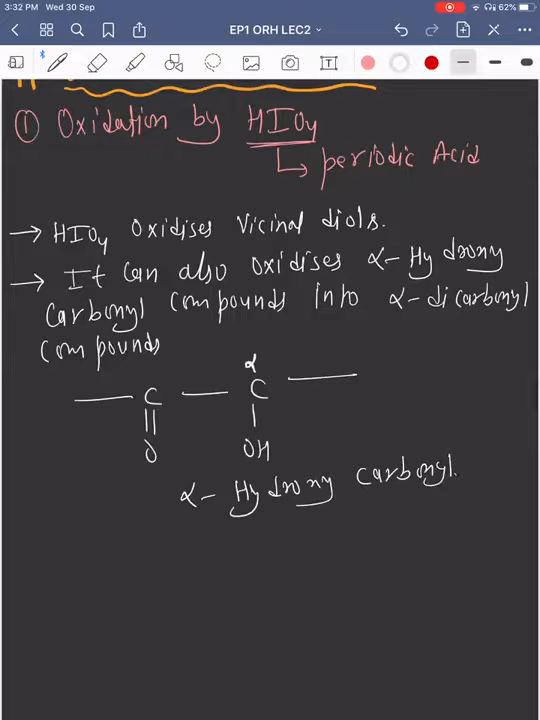 3:32 PM Wed 30 Sep 62%
EP1 ORH LEC2
① Oxidation by HIO4
periodic Acid
→ HIO4 Oxidises Vicinal diols.
→ It can also oxidises α- Hydroxy
carbonyl compounds into α-dicarbonyl
compounds
α
— C — C —
|| |
O OH
α- Hydroxy carbonyl.